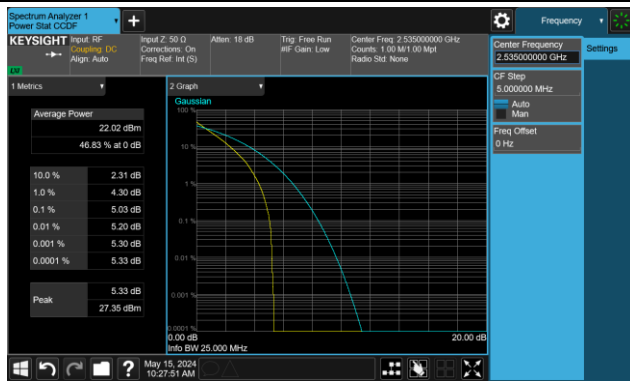 Spectrum Analyzer 1
Power Stat CCDF
Frequency
KEYSIGHT
Input: RF
Coupling: DC
Align: Auto
Input Z: 50 Ω
Corrections: On
Freq Ref: Int (S)
Atten: 18 dB
Trig: Free Run
#IF Gain: Low
Center Freq: 2.535000000 GHz
Counts: 1.00 M/1.00 Mpt
Radio Std: None
Center Frequency
2.535000000 GHz
Settings
CF Step
5.000000 MHz
Auto
Man
Freq Offset
0 Hz
1 Metrics
Average Power
22.02 dBm
46.83 % at 0 dB
10.0 % 2.31 dB
1.0 % 4.30 dB
0.1 % 5.03 dB
0.01 % 5.20 dB
0.001 % 5.30 dB
0.0001 % 5.33 dB
Peak
5.33 dB
27.35 dBm
2 Graph
Gaussian
100 %
10 %
1 %
0.1 %
0.01 %
0.001 %
0.0001 %
0.00 dB
20.00 dB
Info BW 25.000 MHz
May 15, 2024
10:27:51 AM